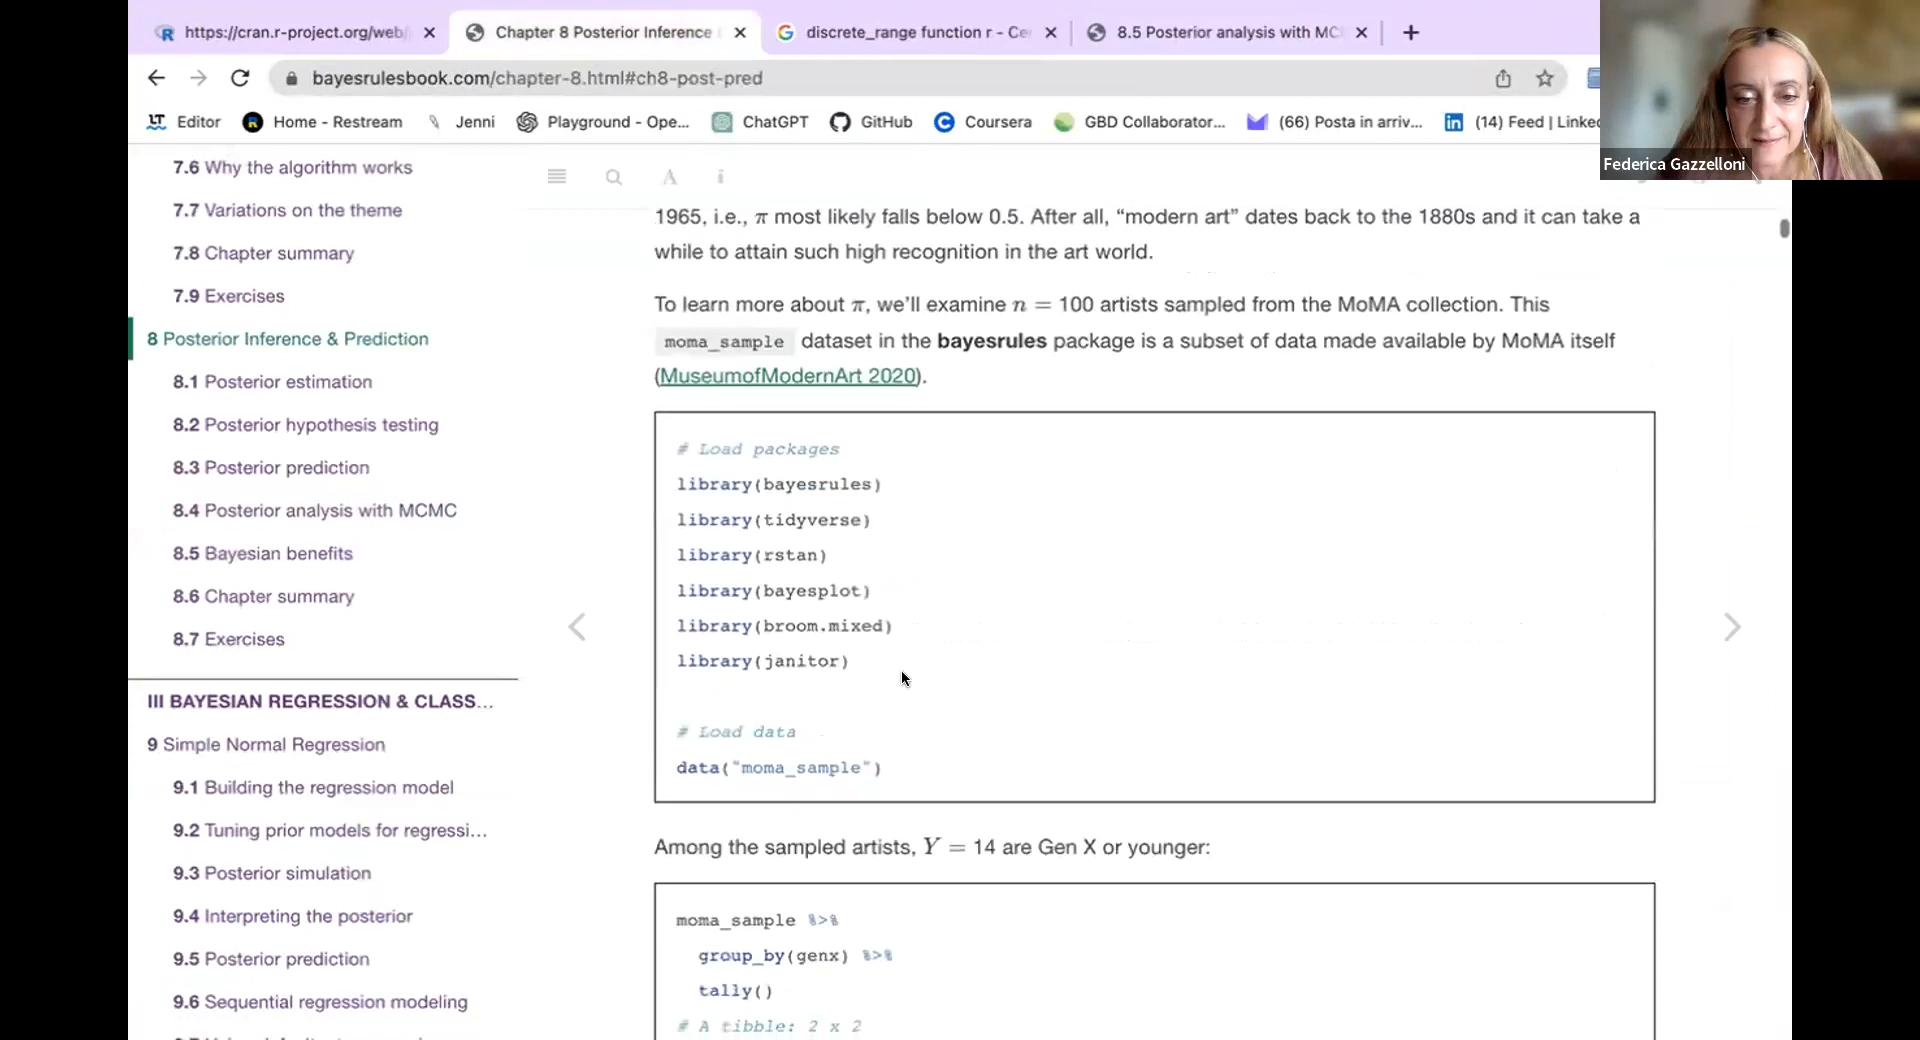 https://cran.r-project.org/web/
Chapter 8 Posterior Inference
discrete_range function r - Ce
8.5 Posterior analysis with MC
bayesrulesbook.com/chapter-8.html#ch8-post-pred
Editor
Home - Restream
Jenni
Playground - Ope...
ChatGPT
GitHub
Coursera
GBD Collaborator...
(66) Posta in arriv...
(14) Feed | Linke
Federica Gazzelloni
7.6 Why the algorithm works
7.7 Variations on the theme
7.8 Chapter summary
7.9 Exercises
8 Posterior Inference & Prediction
8.1 Posterior estimation
8.2 Posterior hypothesis testing
8.3 Posterior prediction
8.4 Posterior analysis with MCMC
8.5 Bayesian benefits
8.6 Chapter summary
8.7 Exercises
III BAYESIAN REGRESSION & CLASS...
9 Simple Normal Regression
9.1 Building the regression model
9.2 Tuning prior models for regressi...
9.3 Posterior simulation
9.4 Interpreting the posterior
9.5 Posterior prediction
9.6 Sequential regression modeling
1965, i.e., π most likely falls below 0.5. After all, “modern art” dates back to the 1880s and it can take a
while to attain such high recognition in the art world.
To learn more about π, we’ll examine n = 100 artists sampled from the MoMA collection. This
moma_sample dataset in the bayesrules package is a subset of data made available by MoMA itself
(MuseumofModernArt 2020).
# Load packages
library(bayesrules)
library(tidyverse)
library(rstan)
library(bayesplot)
library(broom.mixed)
library(janitor)
# Load data
data("moma_sample")
Among the sampled artists, Y = 14 are Gen X or younger:
moma_sample %>%
group_by(genx) %>%
tally()
# A tibble: 2 x 2